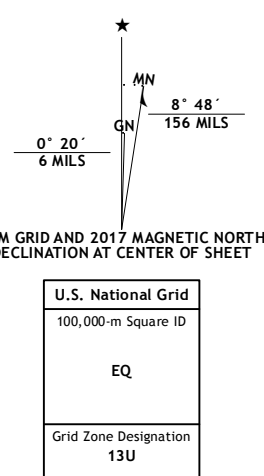 MN
GN
8° 48´
156 MILS
0° 20´
6 MILS
M GRID AND 2017 MAGNETIC NORTH
DECLINATION AT CENTER OF SHEET
U.S. National Grid
100,000-m Square ID
EQ
Grid Zone Designation
13U